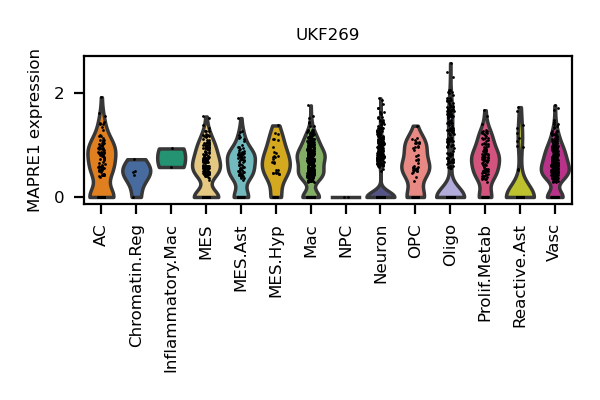 UKF269
MAPRE1 expression
2
0
AC
Chromatin.Reg
Inflammatory.Mac
MES
MES.Ast
MES.Hyp
Mac
NPC
Neuron
OPC
Oligo
Prolif.Metab
Reactive.Ast
Vasc